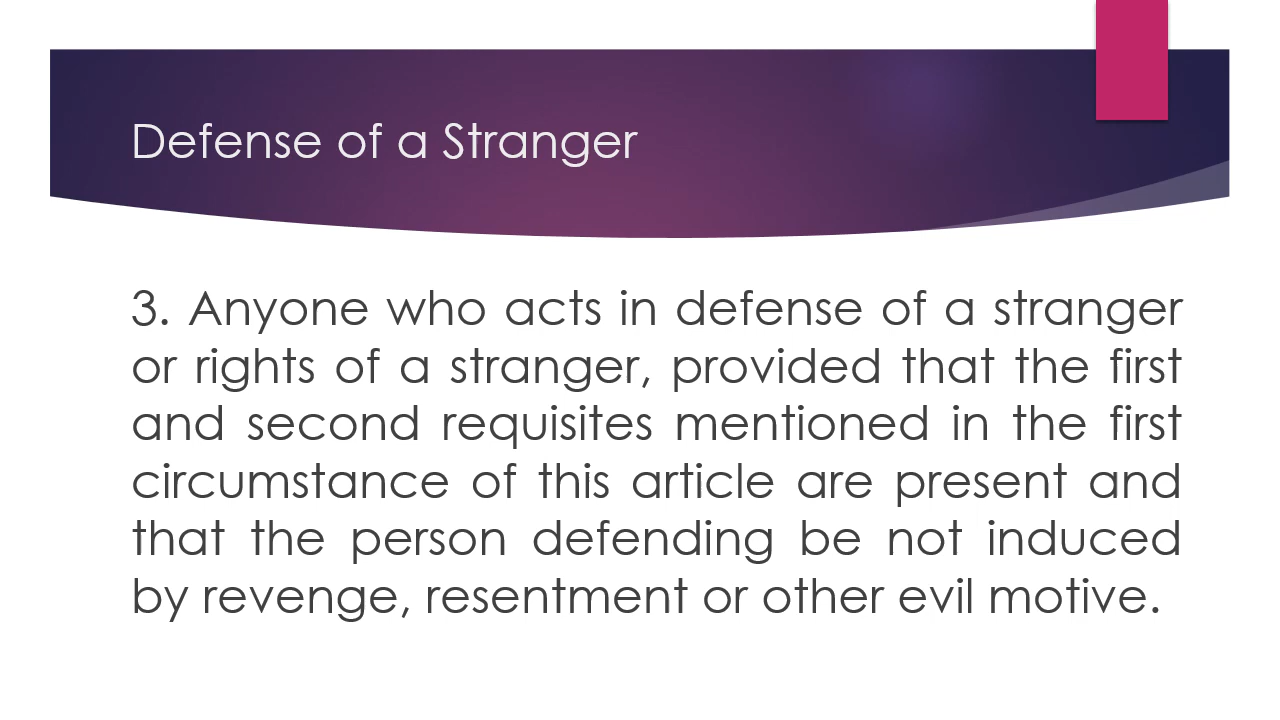 Defense of a Stranger
3. Anyone who acts in defense of a stranger
or rights of a stranger, provided that the first
and second requisites mentioned in the first
circumstance of this article are present and
that the person defending be not induced
by revenge, resentment or other evil motive.